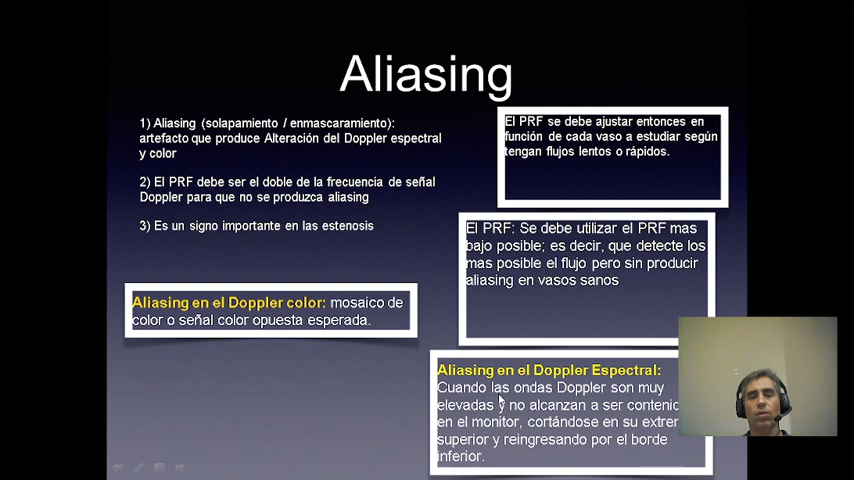 Aliasing
1) Aliasing (solapamiento / enmascaramiento):
artefacto que produce Alteración del Doppler espectral
y color
2) El PRF debe ser el doble de la frecuencia de señal
Doppler para que no se produzca aliasing
3) Es un signo importante en las estenosis
El PRF se debe ajustar entonces en
función de cada vaso a estudiar según
tengan flujos lentos o rápidos.
El PRF: Se debe utilizar el PRF mas
bajo posible; es decir, que detecte los
mas posible el flujo pero sin producir
aliasing en vasos sanos
Aliasing en el Doppler color: mosaico de
color o señal color opuesta esperada.
Aliasing en el Doppler Espectral:
Cuando las ondas Doppler son muy
elevadas y no alcanzan a ser
en el monitor, cortándose en su
superior y reingresando por el borde
inferior.